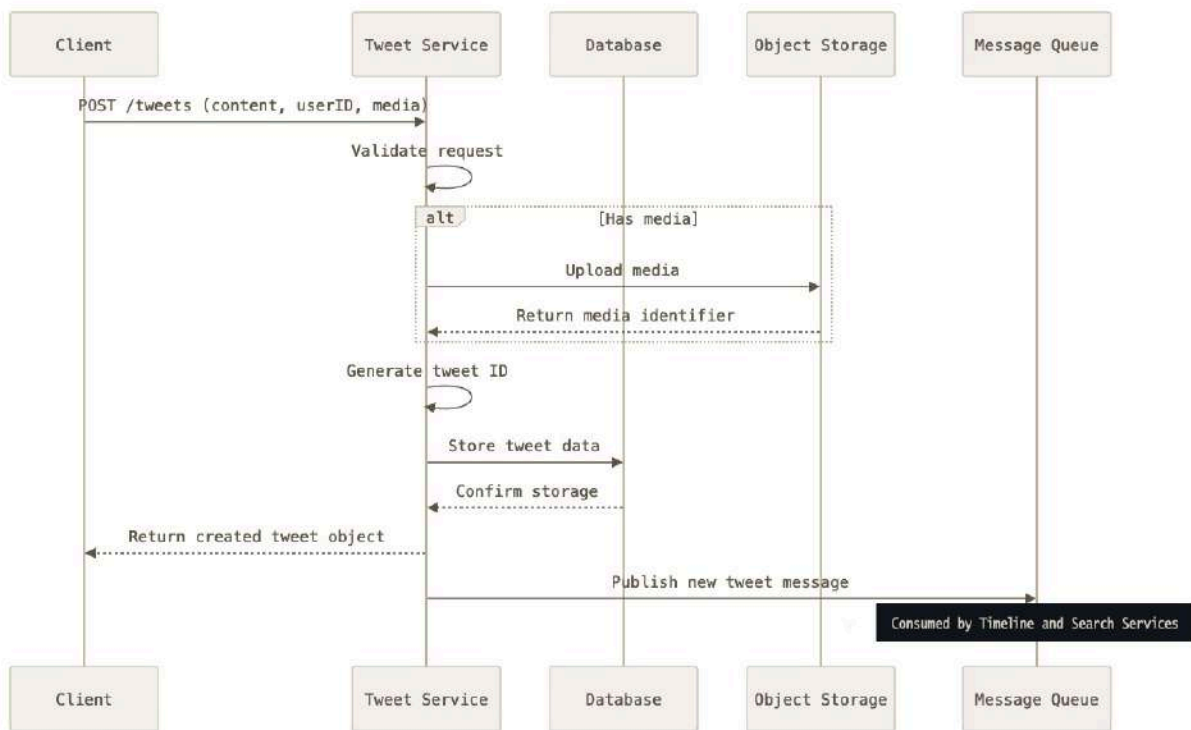 Client
Tweet Service
Database
Object Storage
Message Queue
POST /tweets (content, userID, media)
Validate request
alt
[Has media]
Upload media
Return media identifier
Generate tweet ID
Store tweet data
Confirm storage
Return created tweet object
Publish new tweet message
Consumed by Timeline and Search Services
Client
Tweet Service
Database
Object Storage
Message Queue